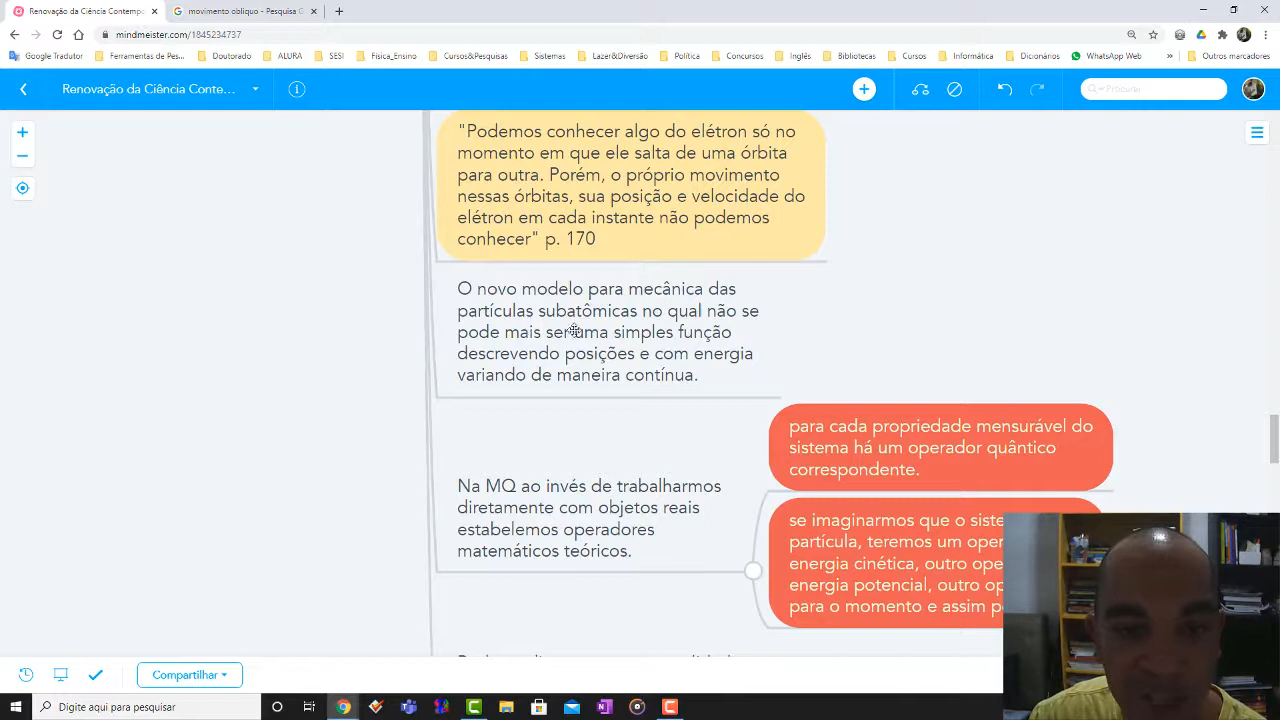 Renovação da Ciência Contempo
movimento obliquo - Pesquisa G
mindmeister.com/1845234737
Google Tradutor
Ferramentas de Pes...
Doutorado
ALURA
SESI
Física_Ensino
Cursos&Pesquisas
Sistemas
Lazer&Diversão
Política
Concursos
Inglês
Bibliotecas
Cursos
Informática
Dicionários
WhatsApp Web
Outros marcadores
Renovação da Ciência Conte...
Procurar
"Podemos conhecer algo do elétron só no
momento em que ele salta de uma órbita
para outra. Porém, o próprio movimento
nessas órbitas, sua posição e velocidade do
elétron em cada instante não podemos
conhecer" p. 170
O novo modelo para mecânica das
partículas subatômicas no qual não se
pode mais ser uma simples função
descrevendo posições e com energia
variando de maneira contínua.
para cada propriedade mensurável do
sistema há um operador quântico
correspondente.
Na MQ ao invés de trabalharmos
diretamente com objetos reais
estabelemos operadores
matemáticos teóricos.
se imaginarmos que o siste
partícula, teremos um oper
energia cinética, outro ope
energia potencial, outro op
para o momento e assim p
Compartilhar
Digite aqui para pesquisar